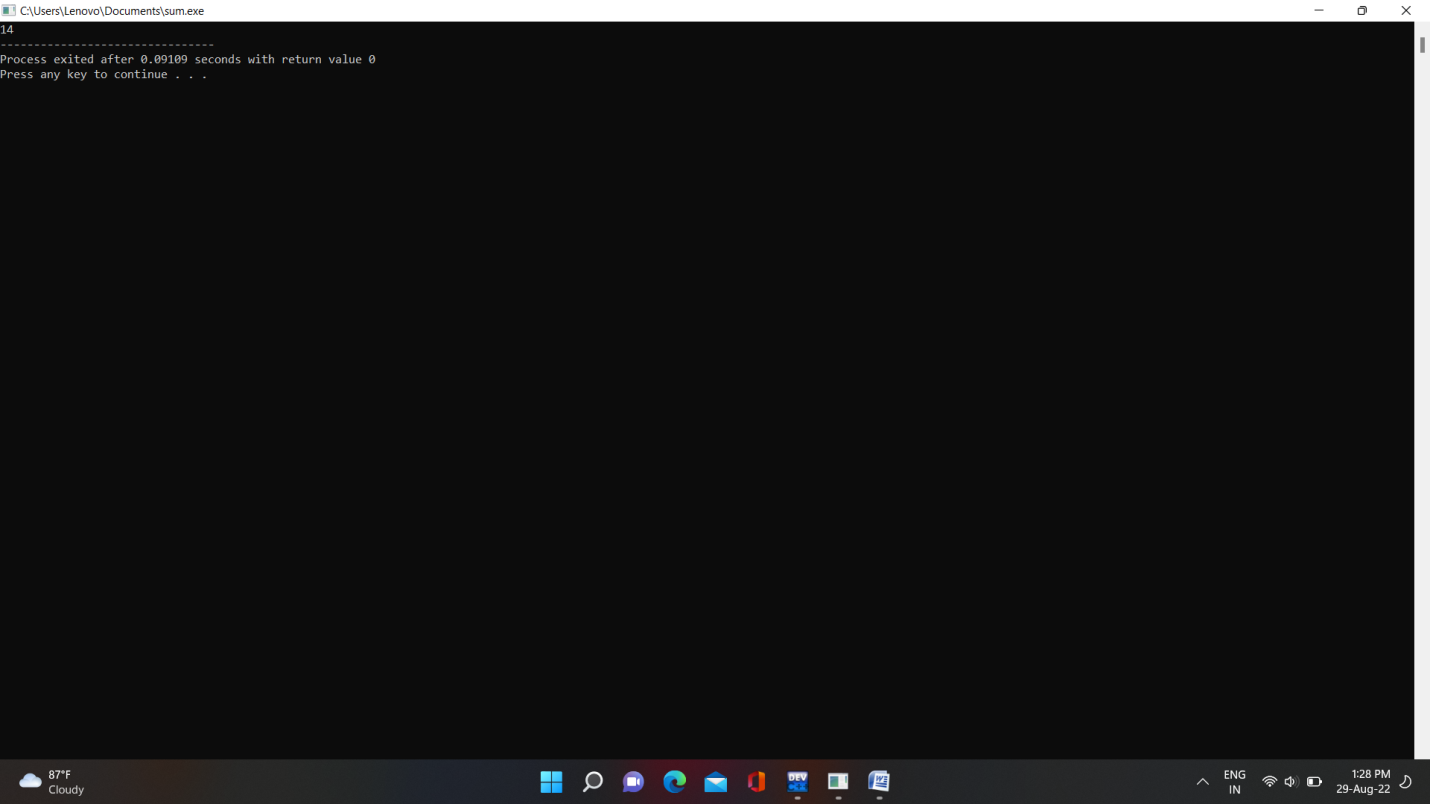 C:\Users\Lenovo\Documents\sum.exe
14
--------------------------------
Process exited after 0.09109 seconds with return value 0
Press any key to continue . . .
87°F
Cloudy
DEV
ENG
IN
1:28 PM
29-Aug-22